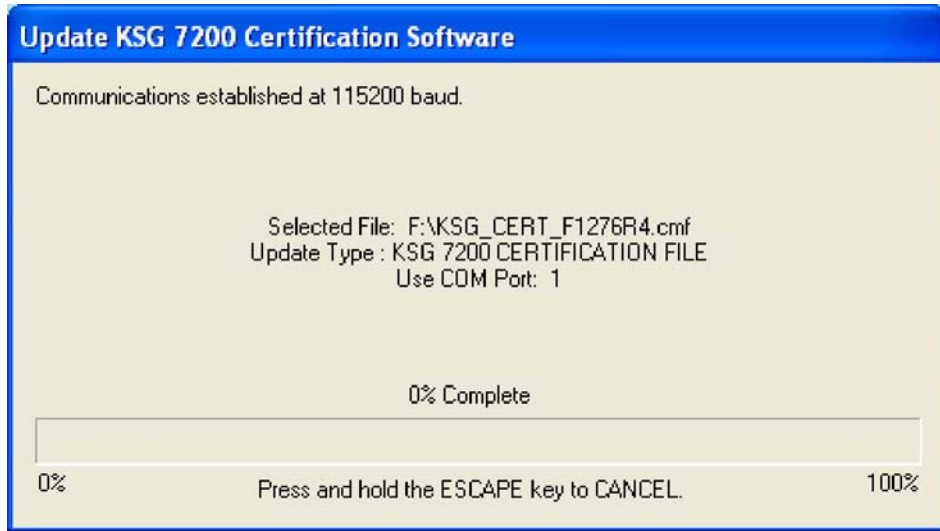 Update KSG 7200 Certification Software
Communications established at 115200 baud.
Selected File: F:\KSG_CERT_F1276R4.cmf
Update Type : KSG 7200 CERTIFICATION FILE
Use COM Port: 1
0% Complete
0% Press and hold the ESCAPE key to CANCEL. 100%